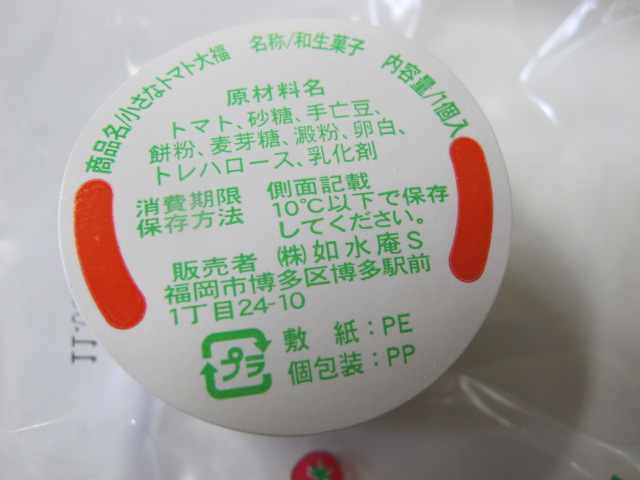 商品名/小さなトマト大福 名称/和生菓子 内容量/1個入
原材料名
トマト、砂糖、手亡豆、
餅粉、麦芽糖、澱粉、卵白、
トレハロース、乳化剤
消費期限 側面記載
保存方法 10℃以下で保存
してください。
販売者 (株)如水庵S
福岡市博多区博多駅前
1丁目24-10
プラ
敷 紙:PE
個包装:PP